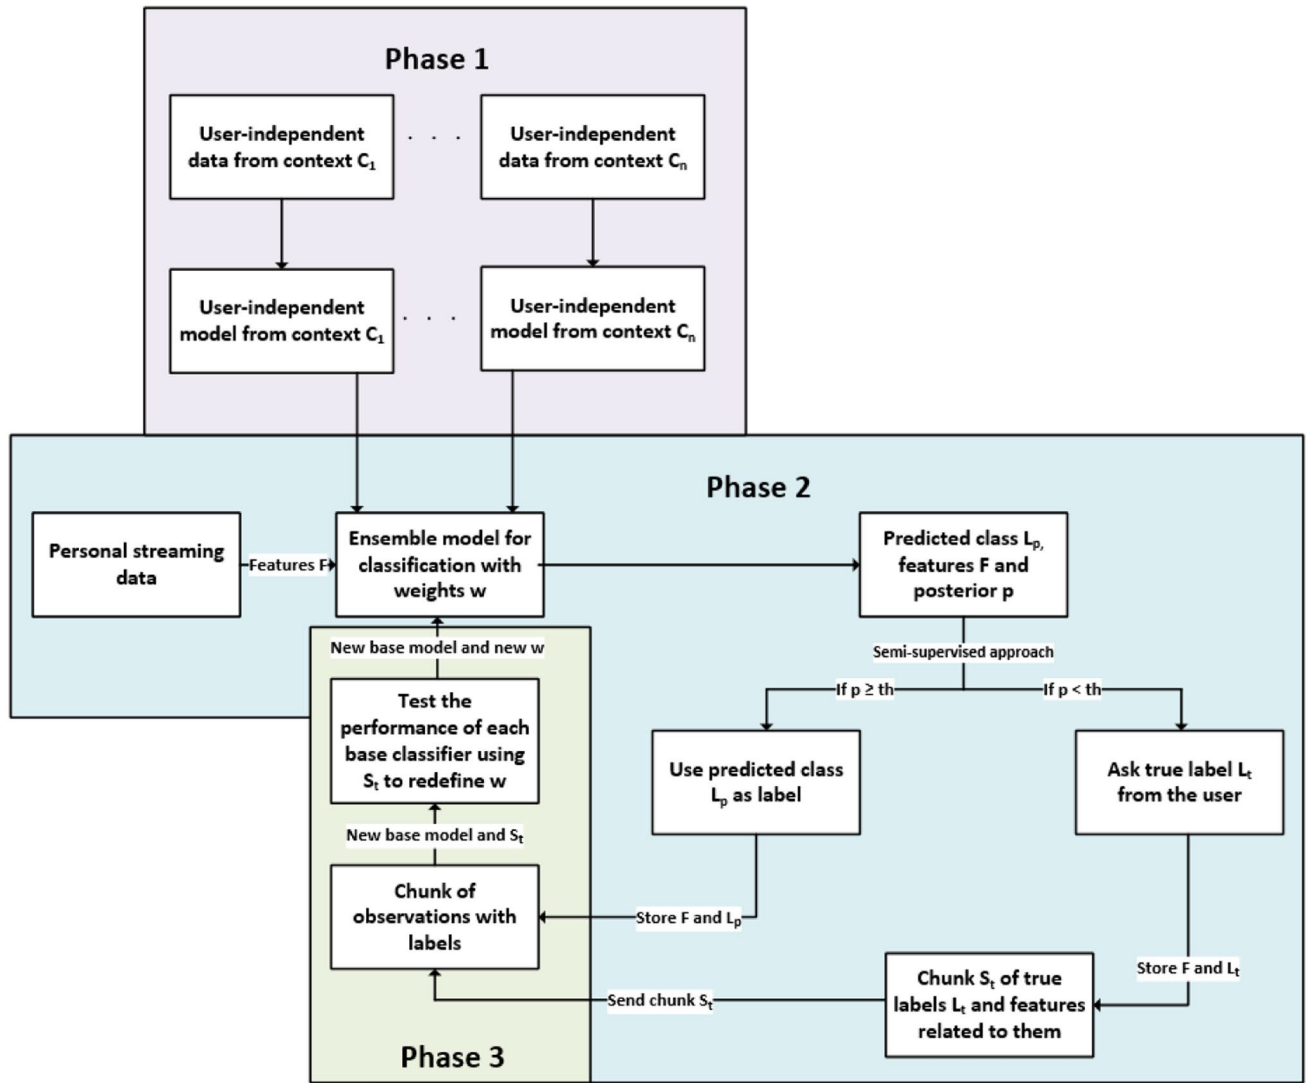 Phase 1
User-independent
data from context C₁
. . .
User-independent
data from context Cₙ
User-independent
model from context C₁
. . .
User-independent
model from context Cₙ
Phase 2
Personal streaming
data
Features F
Ensemble model for
classification with
weights w
Predicted class Lₚ,
features F and
posterior p
Semi-supervised approach
If p ≥ th
If p < th
Use predicted class
Lₚ as label
Ask true label Lₜ
from the user
New base model and new w
Test the
performance of each
base classifier using
Sₜ to redefine w
New base model and Sₜ
Chunk of
observations with
labels
Store F and Lₚ
Store F and Lₜ
Chunk Sₜ of true
labels Lₜ and features
related to them
Send chunk Sₜ
Phase 3